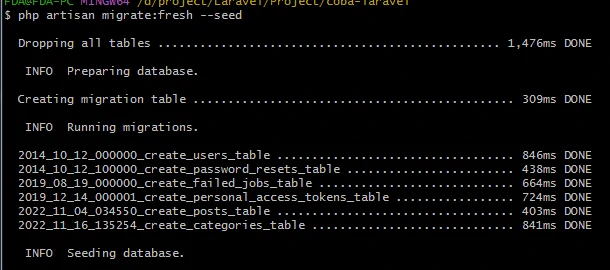 FDA@FDA-PC MINGW64 /d/project/Laravel/Project/coba-laravel
$ php artisan migrate:fresh --seed
Dropping all tables .................................................. 1,476ms DONE
INFO  Preparing database.
Creating migration table ............................................... 309ms DONE
INFO  Running migrations.
2014_10_12_000000_create_users_table ................................... 846ms DONE
2014_10_12_100000_create_password_resets_table ......................... 438ms DONE
2019_08_19_000000_create_failed_jobs_table ............................. 664ms DONE
2019_12_14_000001_create_personal_access_tokens_table .................. 724ms DONE
2022_11_04_034550_create_posts_table ................................... 403ms DONE
2022_11_16_135254_create_categories_table .............................. 841ms DONE
INFO  Seeding database.